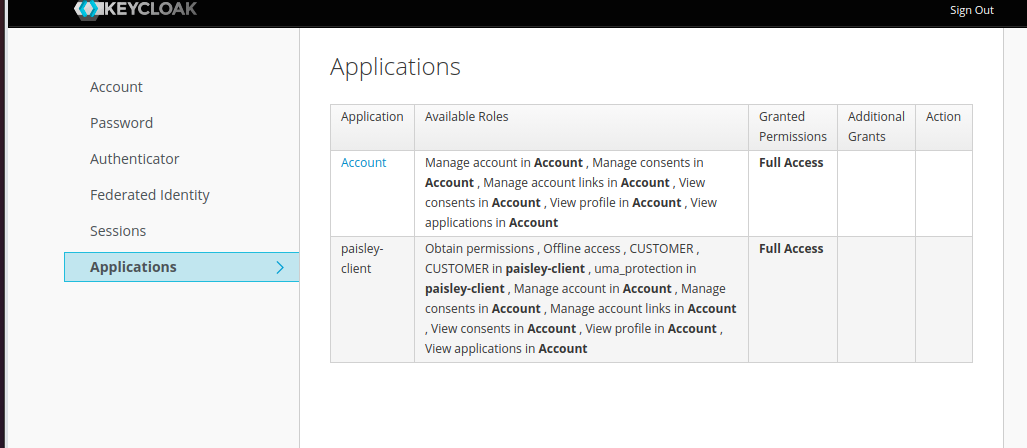 KEYCLOAK
Sign Out
Account
Password
Authenticator
Federated Identity
Sessions
Applications
Applications
Application
Available Roles
Granted
Permissions
Additional
Grants
Action
Account
Manage account in Account , Manage consents in
Account , Manage account links in Account , View
consents in Account , View profile in Account , View
applications in Account
Full Access
paisley-
client
Obtain permissions , Offline access , CUSTOMER ,
CUSTOMER in paisley-client , uma_protection in
paisley-client , Manage account in Account , Manage
consents in Account , Manage account links in Account
, View consents in Account , View profile in Account ,
View applications in Account
Full Access